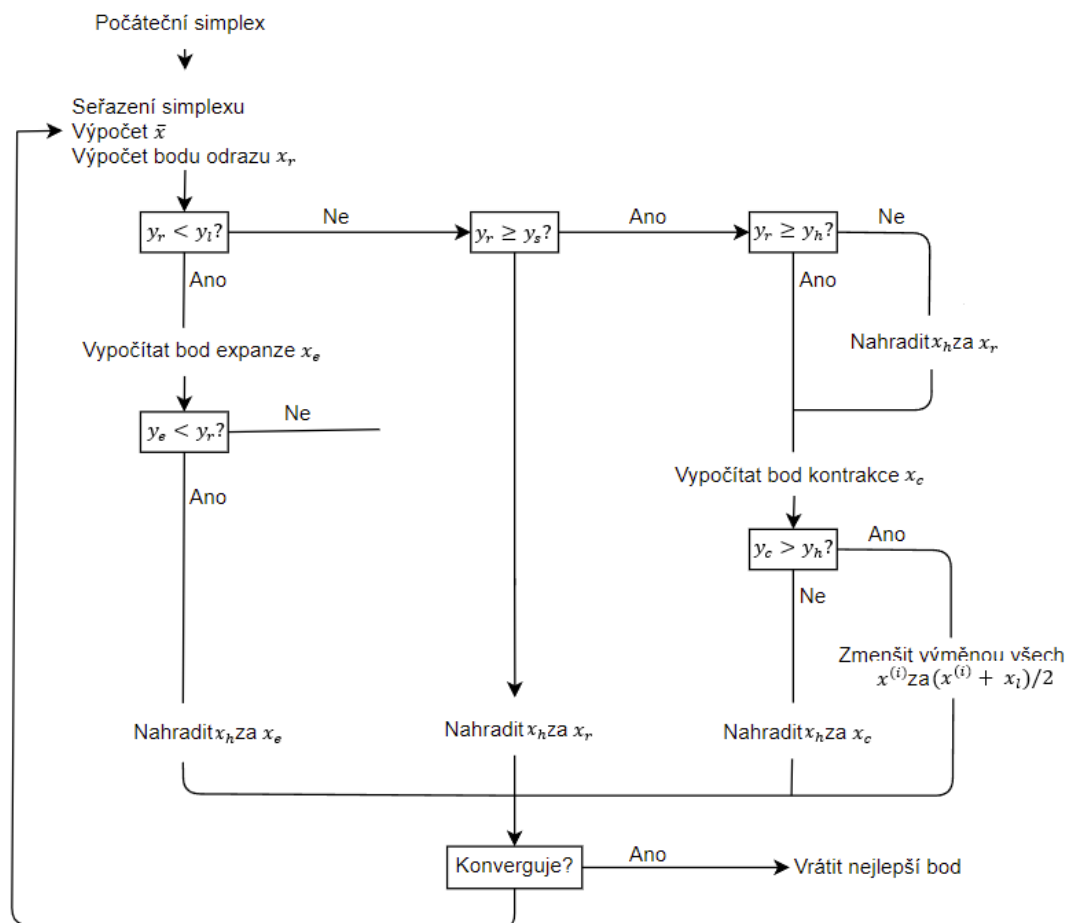 Počáteční simplex
Seřazení simplexu
Výpočet x̄
Výpočet bodu odrazu xᵣ
yᵣ < yₗ?
Ne
yᵣ ≥ yₛ?
Ano
yᵣ ≥ yₕ?
Ne
Ano
Ano
Vypočítat bod expanze xₑ
Nahradit xₕ za xᵣ
yₑ < yᵣ?
Ne
Ano
Vypočítat bod kontrakce x_c
y_c > yₕ?
Ano
Ne
Zmenšit výměnou všech
x⁽ⁱ⁾ za (x⁽ⁱ⁾ + xₗ)/2
Nahradit xₕ za xₑ
Nahradit xₕ za xᵣ
Nahradit xₕ za x_c
Konverguje?
Ano
Vrátit nejlepší bod